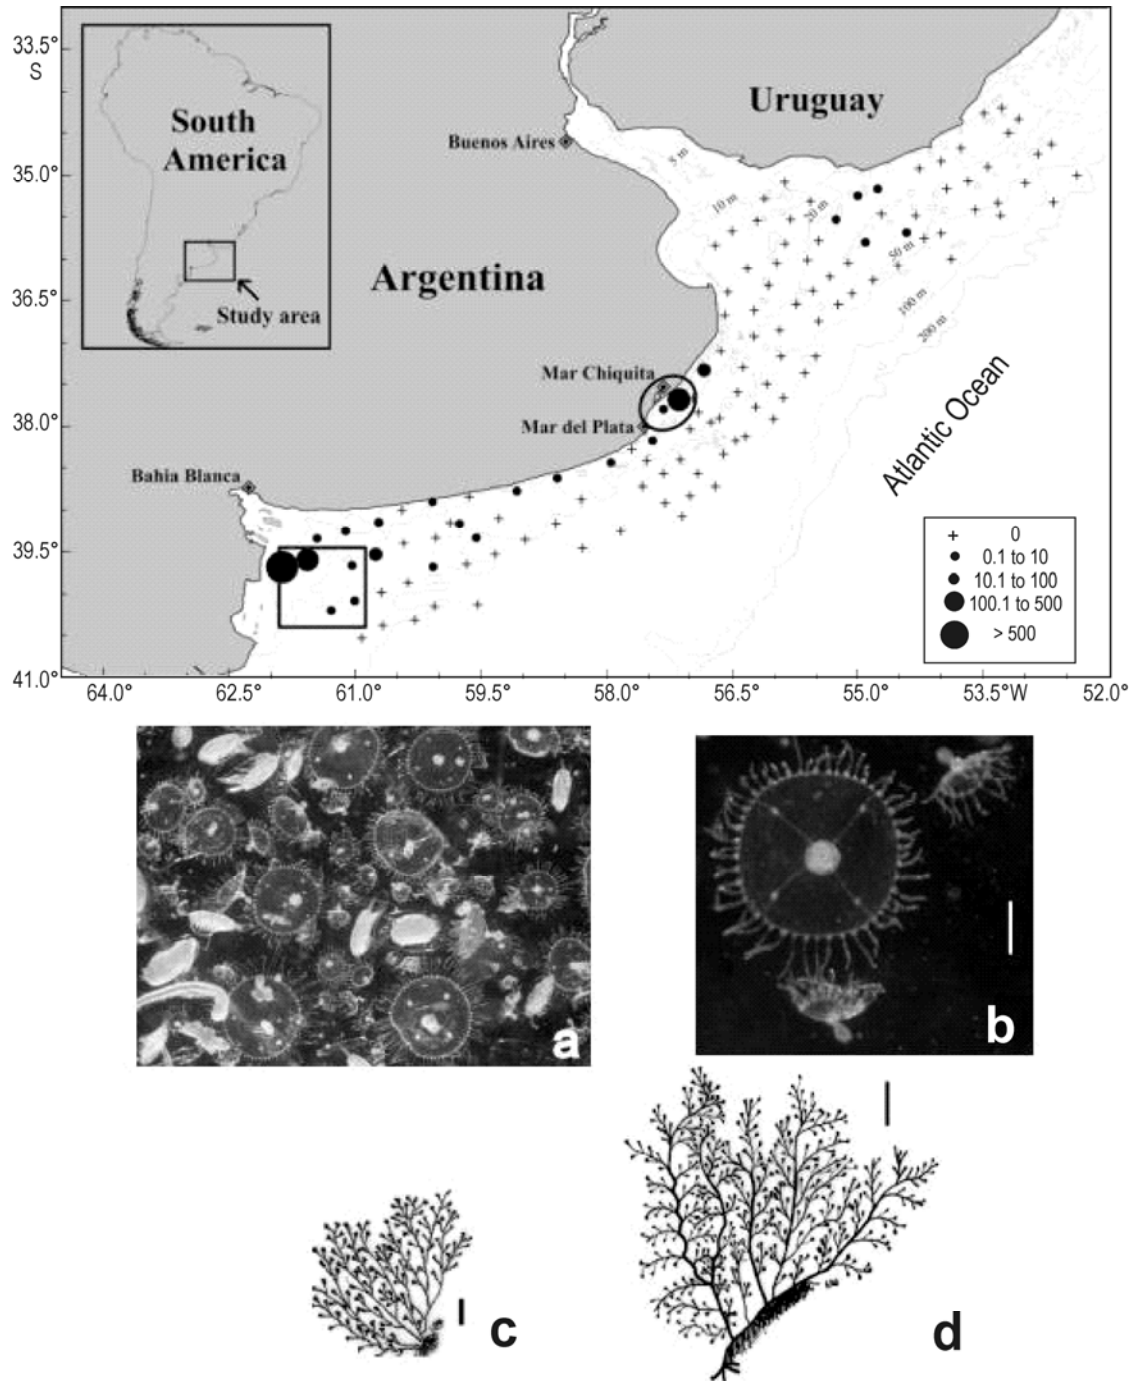 33.5°
S
35.0°
36.5°
38.0°
39.5°
41.0°
South
America
Study area
Uruguay
Buenos Aires
5 m
10 m
20 m
50 m
100 m
200 m
Argentina
Mar Chiquita
Mar del Plata
Bahia Blanca
Atlantic Ocean
0
0.1 to 10
10.1 to 100
100.1 to 500
> 500
64.0° 62.5° 61.0° 59.5° 58.0° 56.5° 55.0° 53.5°W 52.0°
a
b
c
d